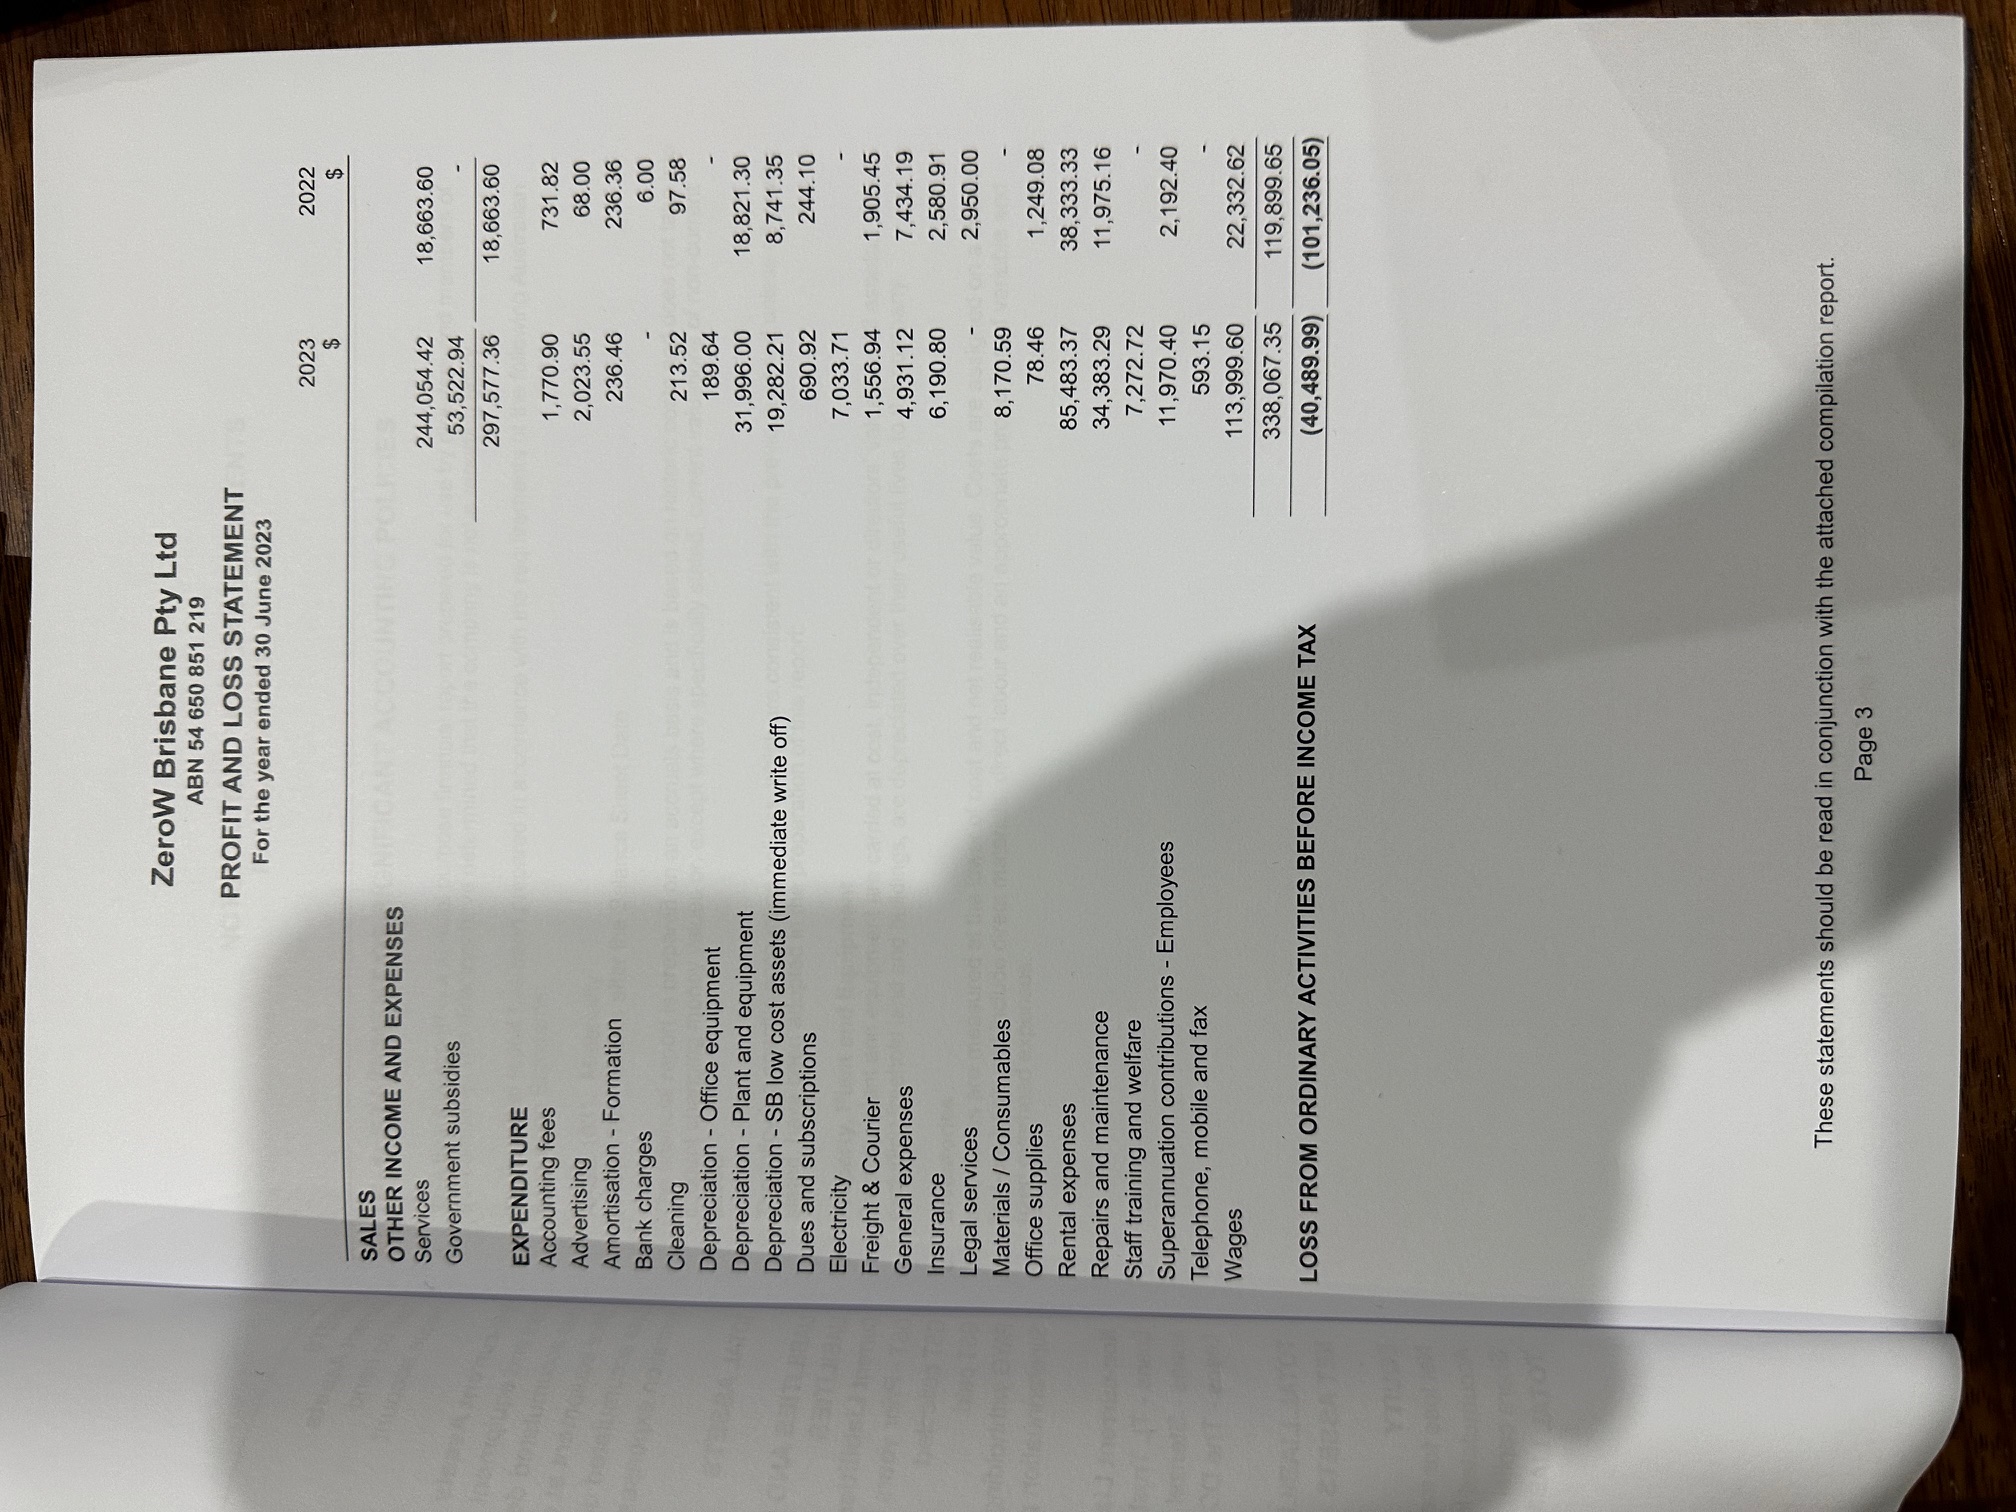 ZeroW Brisbane Pty Ltd
ABN 54 650 851 219
PROFIT AND LOSS STATEMENT
For the year ended 30 June 2023
2023 2022
$ $
SALES
OTHER INCOME AND EXPENSES
Services 244,054.42 18,663.60
Government subsidies 53,522.94 -
297,577.36 18,663.60
EXPENDITURE
Accounting fees 1,770.90 731.82
Advertising 2,023.55 68.00
Amortisation - Formation 236.46 236.36
Bank charges - 6.00
Cleaning 213.52 97.58
Depreciation - Office equipment 189.64 -
Depreciation - Plant and equipment 31,996.00 18,821.30
Depreciation - SB low cost assets (immediate write off) 19,282.21 8,741.35
Dues and subscriptions 690.92 244.10
Electricity 7,033.71 -
Freight & Courier 1,556.94 1,905.45
General expenses 4,931.12 7,434.19
Insurance 6,190.80 2,580.91
Legal services - 2,950.00
Materials / Consumables 8,170.59 -
Office supplies 78.46 1,249.08
Rental expenses 85,483.37 38,333.33
Repairs and maintenance 34,383.29 11,975.16
Staff training and welfare 7,272.72 -
Superannuation contributions - Employees 11,970.40 2,192.40
Telephone, mobile and fax 593.15 -
Wages 113,999.60 22,332.62
338,067.35 119,899.65
LOSS FROM ORDINARY ACTIVITIES BEFORE INCOME TAX (40,489.99) (101,236.05)
These statements should be read in conjunction with the attached compilation report.
Page 3